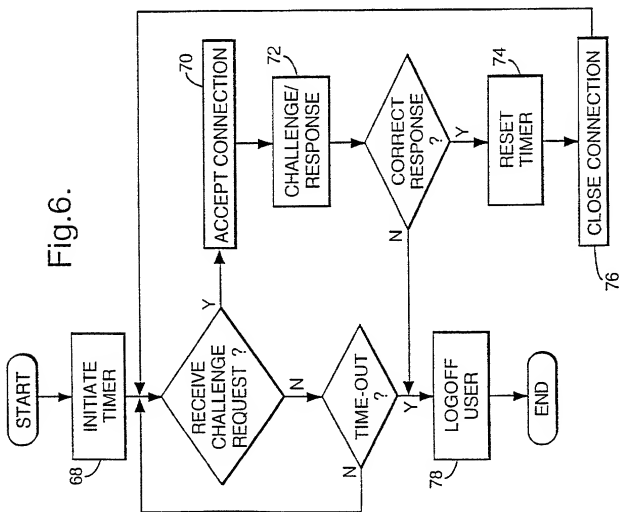 Fig.6.
START
INITIATE
TIMER
68
RECEIVE
CHALLENGE
REQUEST ?
Y
N
TIME-OUT
?
N
Y
LOGOFF
USER
78
END
ACCEPT CONNECTION
70
CHALLENGE/
RESPONSE
72
CORRECT
RESPONSE
?
N
Y
RESET
TIMER
74
CLOSE CONNECTION
76